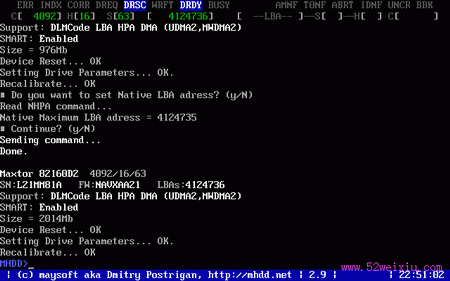 ERR INDX CORR DREQ DRSC WRFT DRDY BUSY AMNF T0NF ABRT IDNF UNCR BBK
C[ 4092] H[16] S[63] [ 4124736] [ --LBA-- ]--S[ ]--H[ ] C[ ]
Support: DLMCode LBA HPA DMA (UDMA2,MWDMA2)
SMART: Enabled
Size = 976Mb
Device Reset... OK
Setting Drive Parameters... OK.
Recalibrate... OK
# Do you want to set Native LBA adress? (y/N)
Read NHPA command...
Native Maximum LBA adress = 4124735
# Continue? (y/N)
Sending command...
Done.
Maxtor 82160D2 4092/16/63
SN:L21MM81A FW:NAVXAA21 LBAs:4124736
Support: DLMCode LBA HPA DMA (UDMA2,MWDMA2)
SMART: Enabled
Size = 2014Mb
Device Reset... OK
Setting Drive Parameters... OK.
Recalibrate... OK
MHDD>_
www.52weixiu.com
| (c) maysoft aka Dmitry Postrigan, http://mhdd.net | 2.9 | | 22:51:02